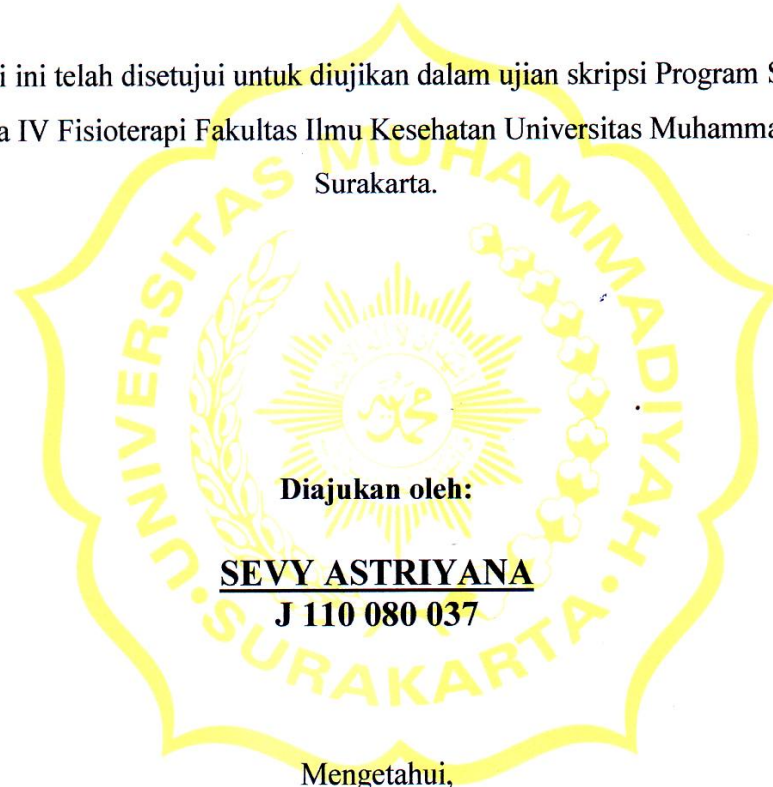 i ini telah disetujui untuk diujikan dalam ujian skripsi Program S
a IV Fisioterapi Fakultas Ilmu Kesehatan Universitas Muhamma
Surakarta.
UNIVERSITAS MUHAMMADIYAH
SURAKARTA
Diajukan oleh:
SEVY ASTRIYANA
J 110 080 037
Mengetahui,